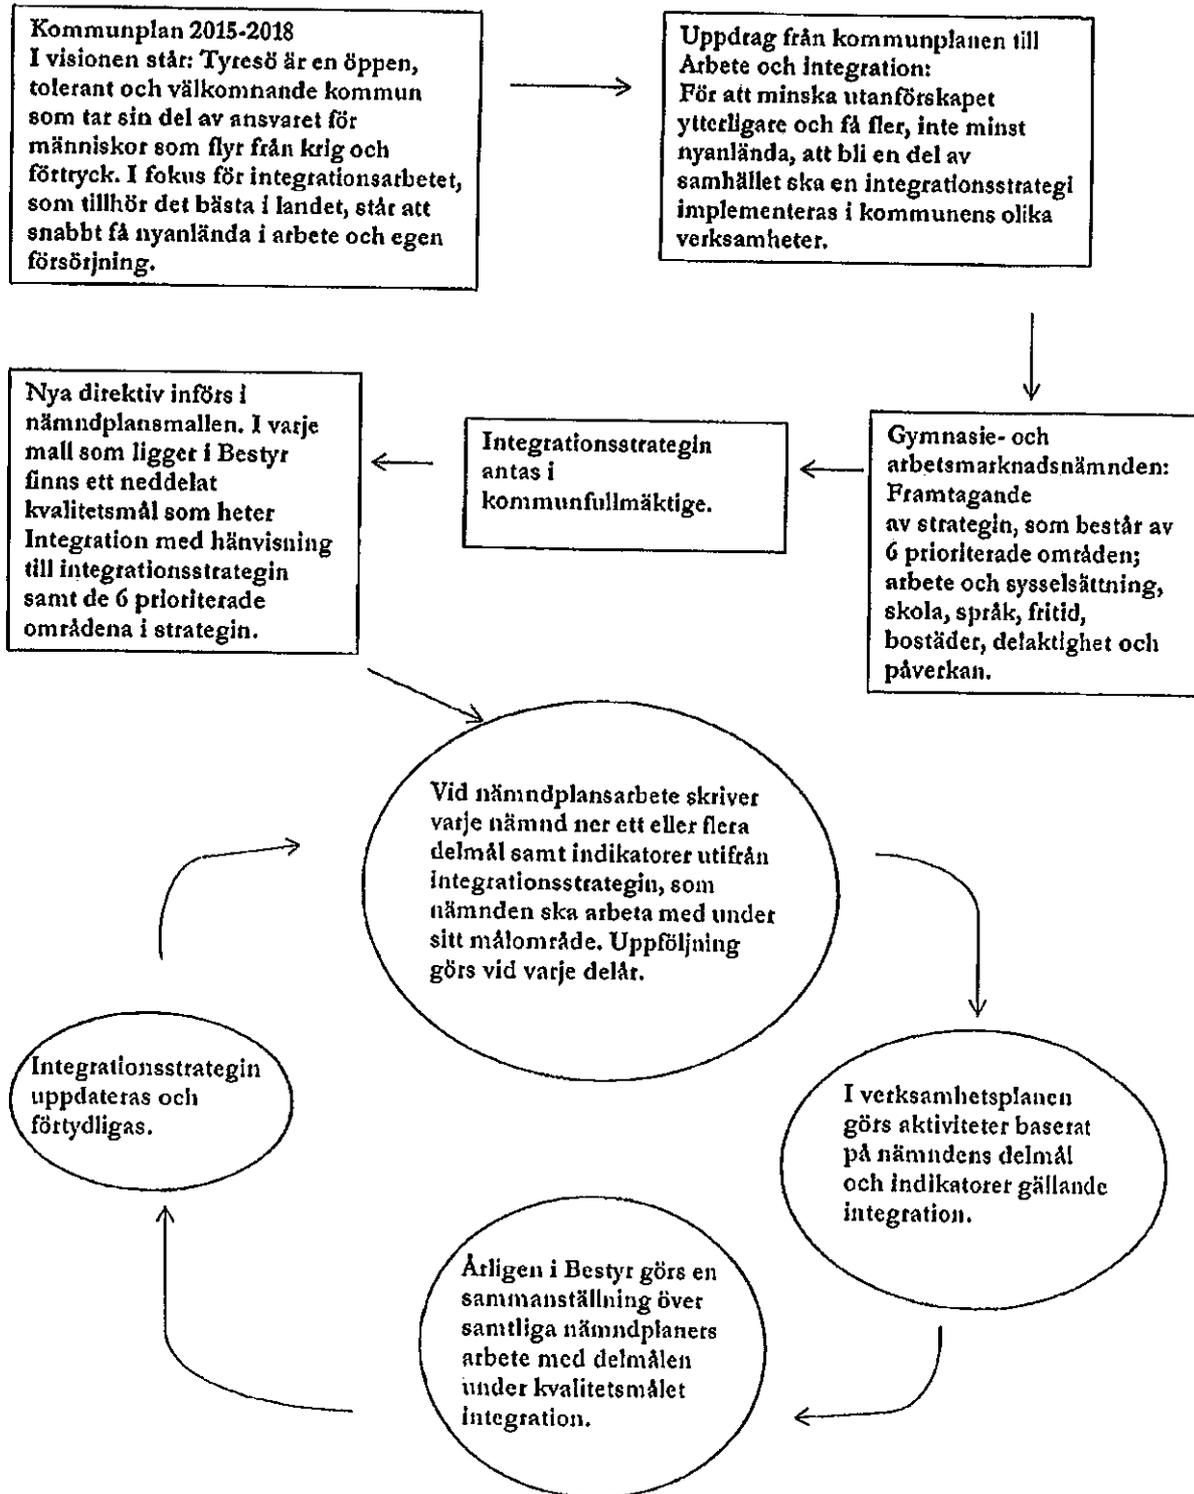 Kommunplan 2015-2018
I visionen står: Tyresö är en öppen,
tolerant och välkomnande kommun
som tar sin del av ansvaret för
människor som flyr från krig och
förtryck. I fokus för integrationsarbetet,
som tillhör det bästa i landet, står att
snabbt få nyanlända i arbete och egen
försörjning.
Uppdrag från kommunplanen till
Arbete och integration:
För att minska utanförskapet
ytterligare och få fler, inte minst
nyanlända, att bli en del av
samhället ska en integrationsstrategi
implementeras i kommunens olika
verksamheter.
Gymnasie- och
arbetsmarknadsnämnden:
Framtagande
av strategin, som består av
6 prioriterade områden;
arbete och sysselsättning,
skola, språk, fritid,
bostäder, delaktighet och
påverkan.
Integrationsstrategin
antas i
kommunfullmäktige.
Nya direktiv införs i
nämndplansmallen. I varje
mall som ligger i Bestyr
finns ett neddelat
kvalitetsmål som heter
Integration med hänvisning
till integrationsstrategin
samt de 6 prioriterade
områdena i strategin.
Vid nämndplansarbete skriver
varje nämnd ner ett eller flera
delmål samt indikatorer utifrån
integrationsstrategin, som
nämnden ska arbeta med under
sitt målområde. Uppföljning
görs vid varje delår.
I verksamhetsplanen
görs aktiviteter baserat
på nämndens delmål
och indikatorer gällande
integration.
Årligen i Bestyr görs en
sammanställning över
samtliga nämndplaners
arbete med delmålen
under kvalitetsmålet
integration.
Integrationsstrategin
uppdateras och
förtydligas.